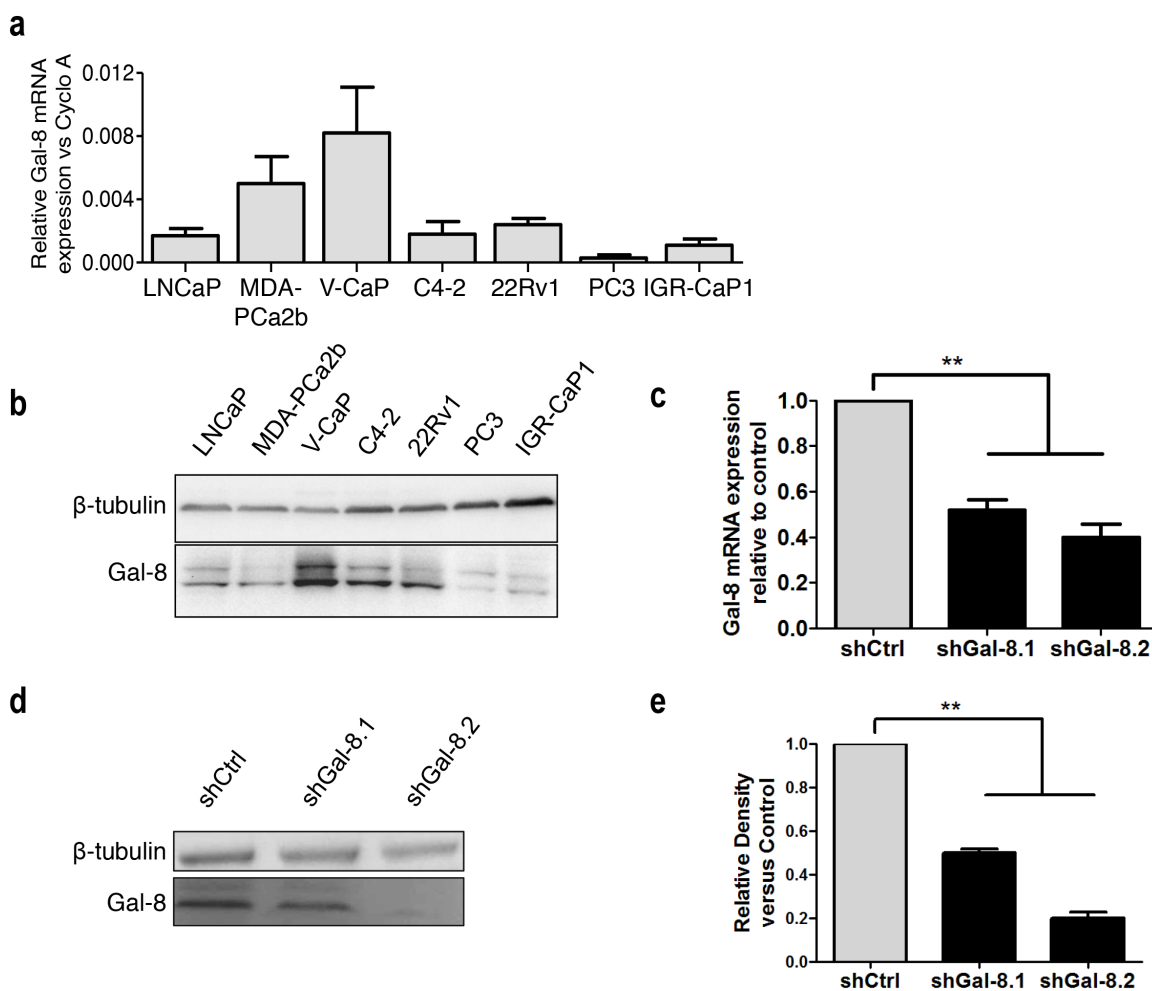 a
Relative Gal-8 mRNA
expression vs Cyclo A
0.012
0.008
0.004
0.000
LNCaP MDA- V-CaP C4-2 22Rv1 PC3 IGR-CaP1
PCa2b
b
LNCaP MDA-PCa2b V-CaP C4-2 22Rv1 PC3 IGR-CaP1
β-tubulin
Gal-8
c
**
Gal-8 mRNA expression
relative to control
1.0
0.8
0.6
0.4
0.2
0.0
shCtrl shGal-8.1 shGal-8.2
d
shCtrl shGal-8.1 shGal-8.2
β-tubulin
Gal-8
e
**
Relative Density
versus Control
1.0
0.8
0.6
0.4
0.2
0.0
shCtrl shGal-8.1 shGal-8.2